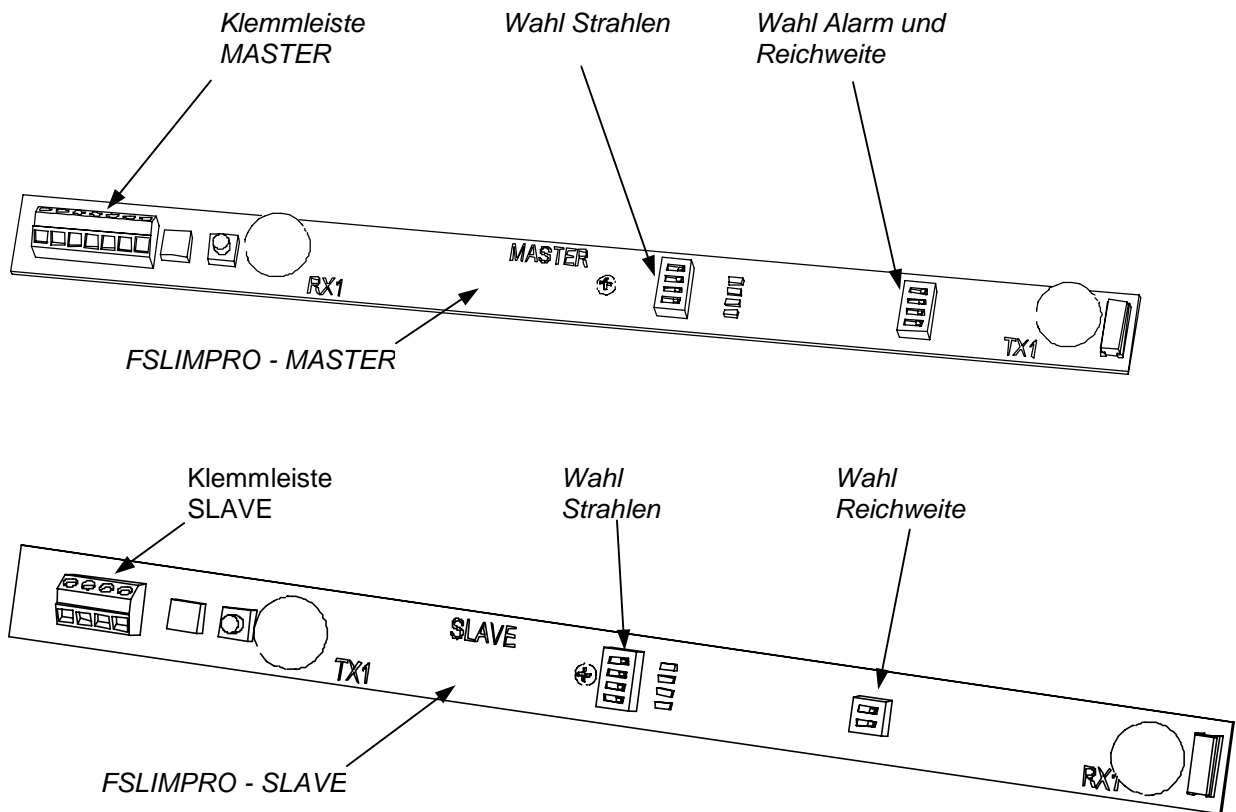 Klemmleiste
MASTER
Wahl Strahlen
Wahl Alarm und
Reichweite
MASTER
RX1
TX1
FSLIMPRO - MASTER
Klemmleiste
SLAVE
Wahl
Strahlen
Wahl
Reichweite
SLAVE
TX1
RX1
FSLIMPRO - SLAVE